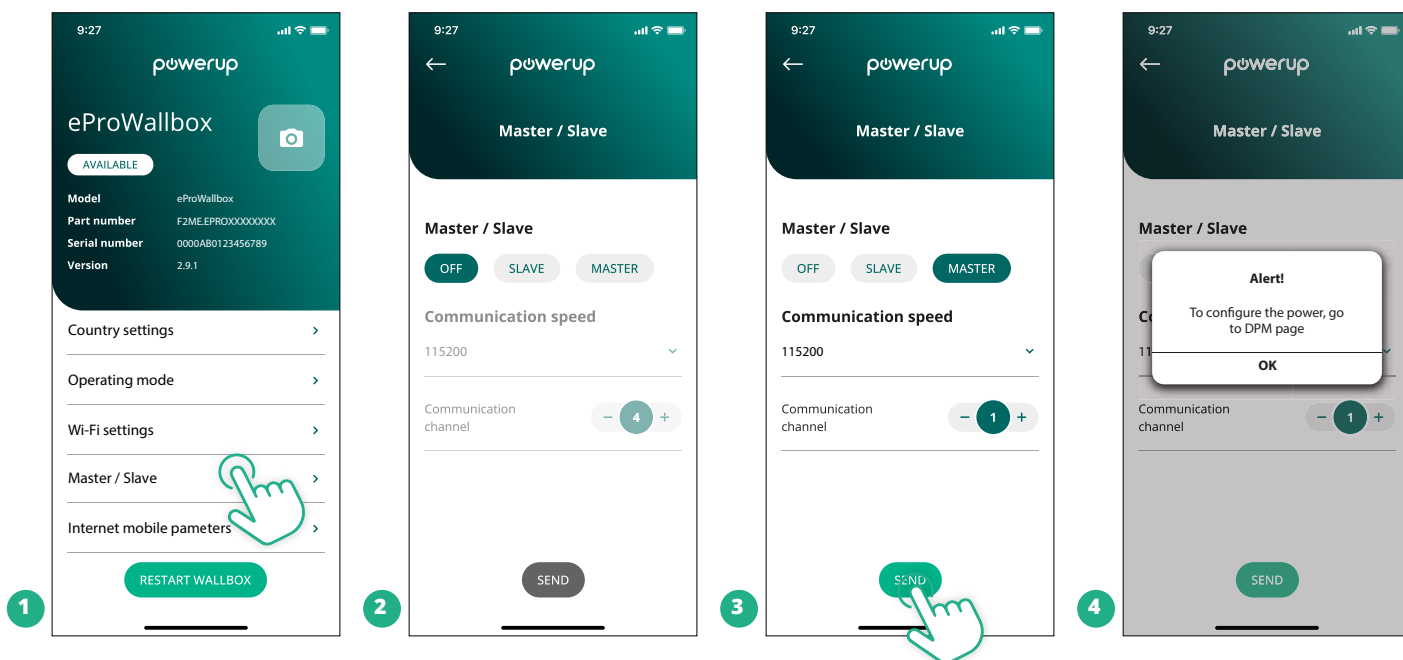 9:27
powerup
eProWallbox
AVAILABLE
Model eProWallbox
Part number F2ME.EPROXXXXXXXX
Serial number 0000AB0123456789
Version 2.9.1
Country settings
Operating mode
Wi-Fi settings
Master / Slave
Internet mobile pameters
RESTART WALLBOX
1
9:27
powerup
Master / Slave
Master / Slave
OFF SLAVE MASTER
Communication speed
115200
Communication
channel
- 4 +
SEND
2
9:27
powerup
Master / Slave
Master / Slave
OFF SLAVE MASTER
Communication speed
115200
Communication
channel
- 1 +
SEND
3
9:27
powerup
Master / Slave
Master / Slave
Alert!
To configure the power, go
to DPM page
OK
Communication
channel
- 1 +
SEND
4